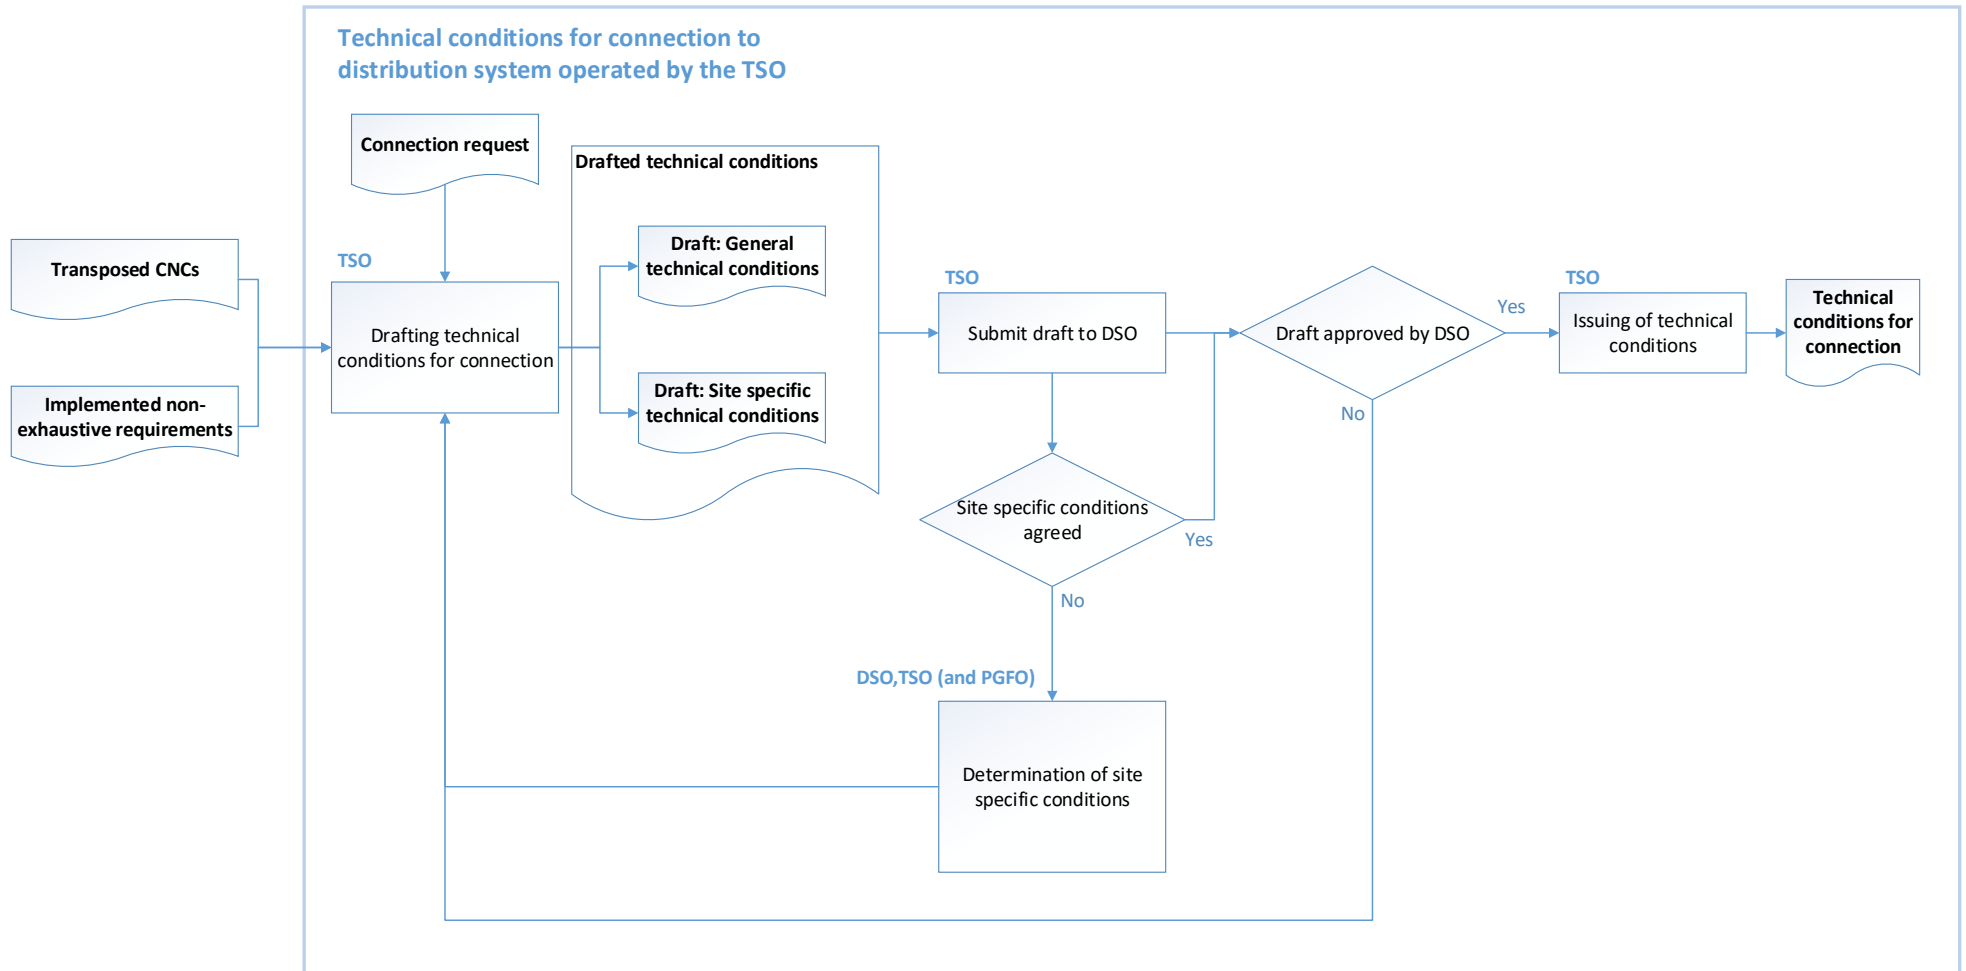 Technical conditions for connection to
distribution system operated by the TSO
Connection request
Drafted technical conditions
Transposed CNCs
Implemented non-
exhaustive requirements
TSO
Drafting technical
conditions for connection
Draft: General
technical conditions
Draft: Site specific
technical conditions
TSO
Submit draft to DSO
Draft approved by DSO
Yes
No
TSO
Issuing of technical
conditions
Technical
conditions for
connection
Site specific conditions
agreed
Yes
No
DSO,TSO (and PGFO)
Determination of site
specific conditions